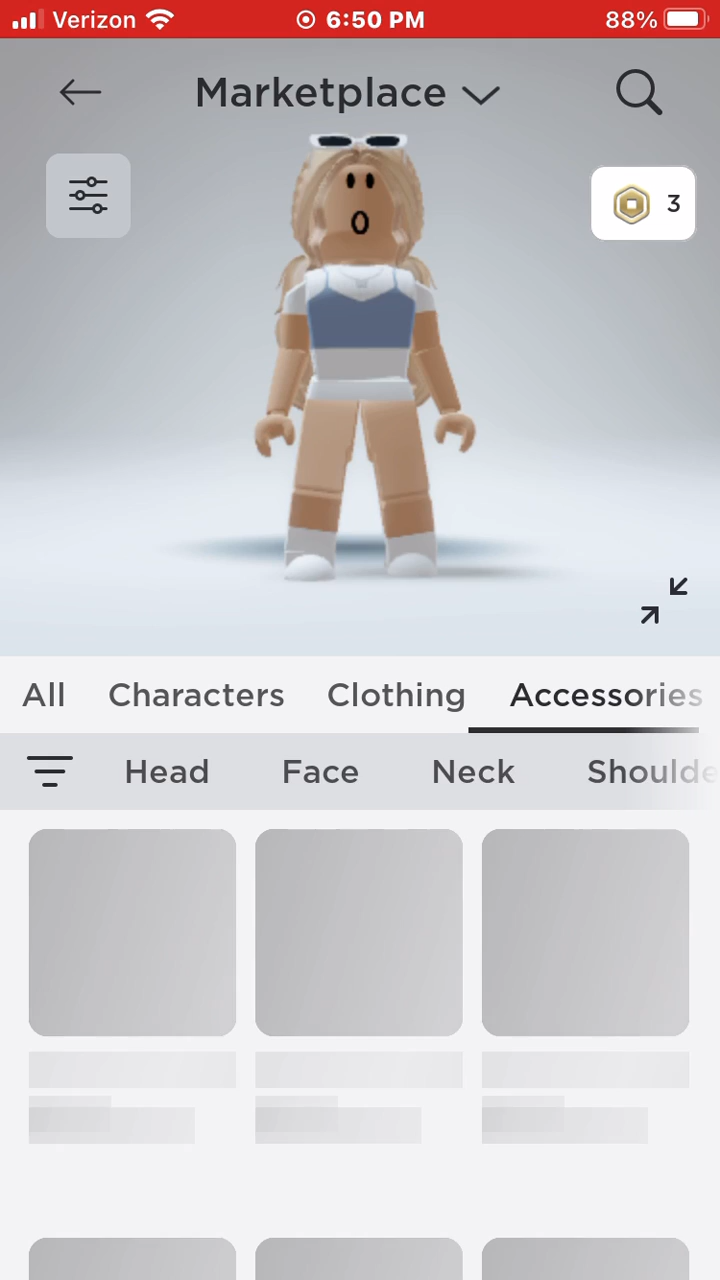 Verizon 6:50 PM 88%
Marketplace
3
All Characters Clothing Accessories
Head Face Neck Shoulde